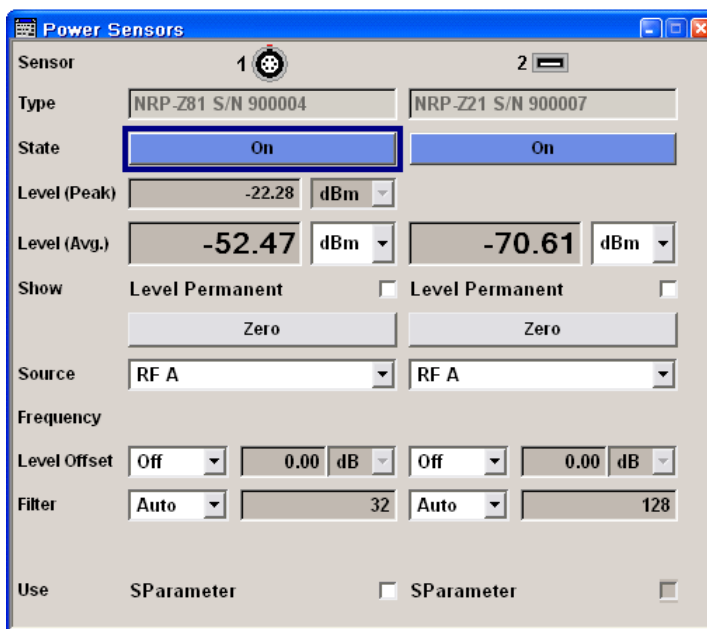 Power Sensors
Sensor 1 2
Type NRP-Z81 S/N 900004 NRP-Z21 S/N 900007
State On On
Level (Peak) -22.28 dBm
Level (Avg.) -52.47 dBm -70.61 dBm
Show Level Permanent Level Permanent
Zero Zero
Source RF A RF A
Frequency
Level Offset Off 0.00 dB Off 0.00 dB
Filter Auto 32 Auto 128
Use SParameter SParameter